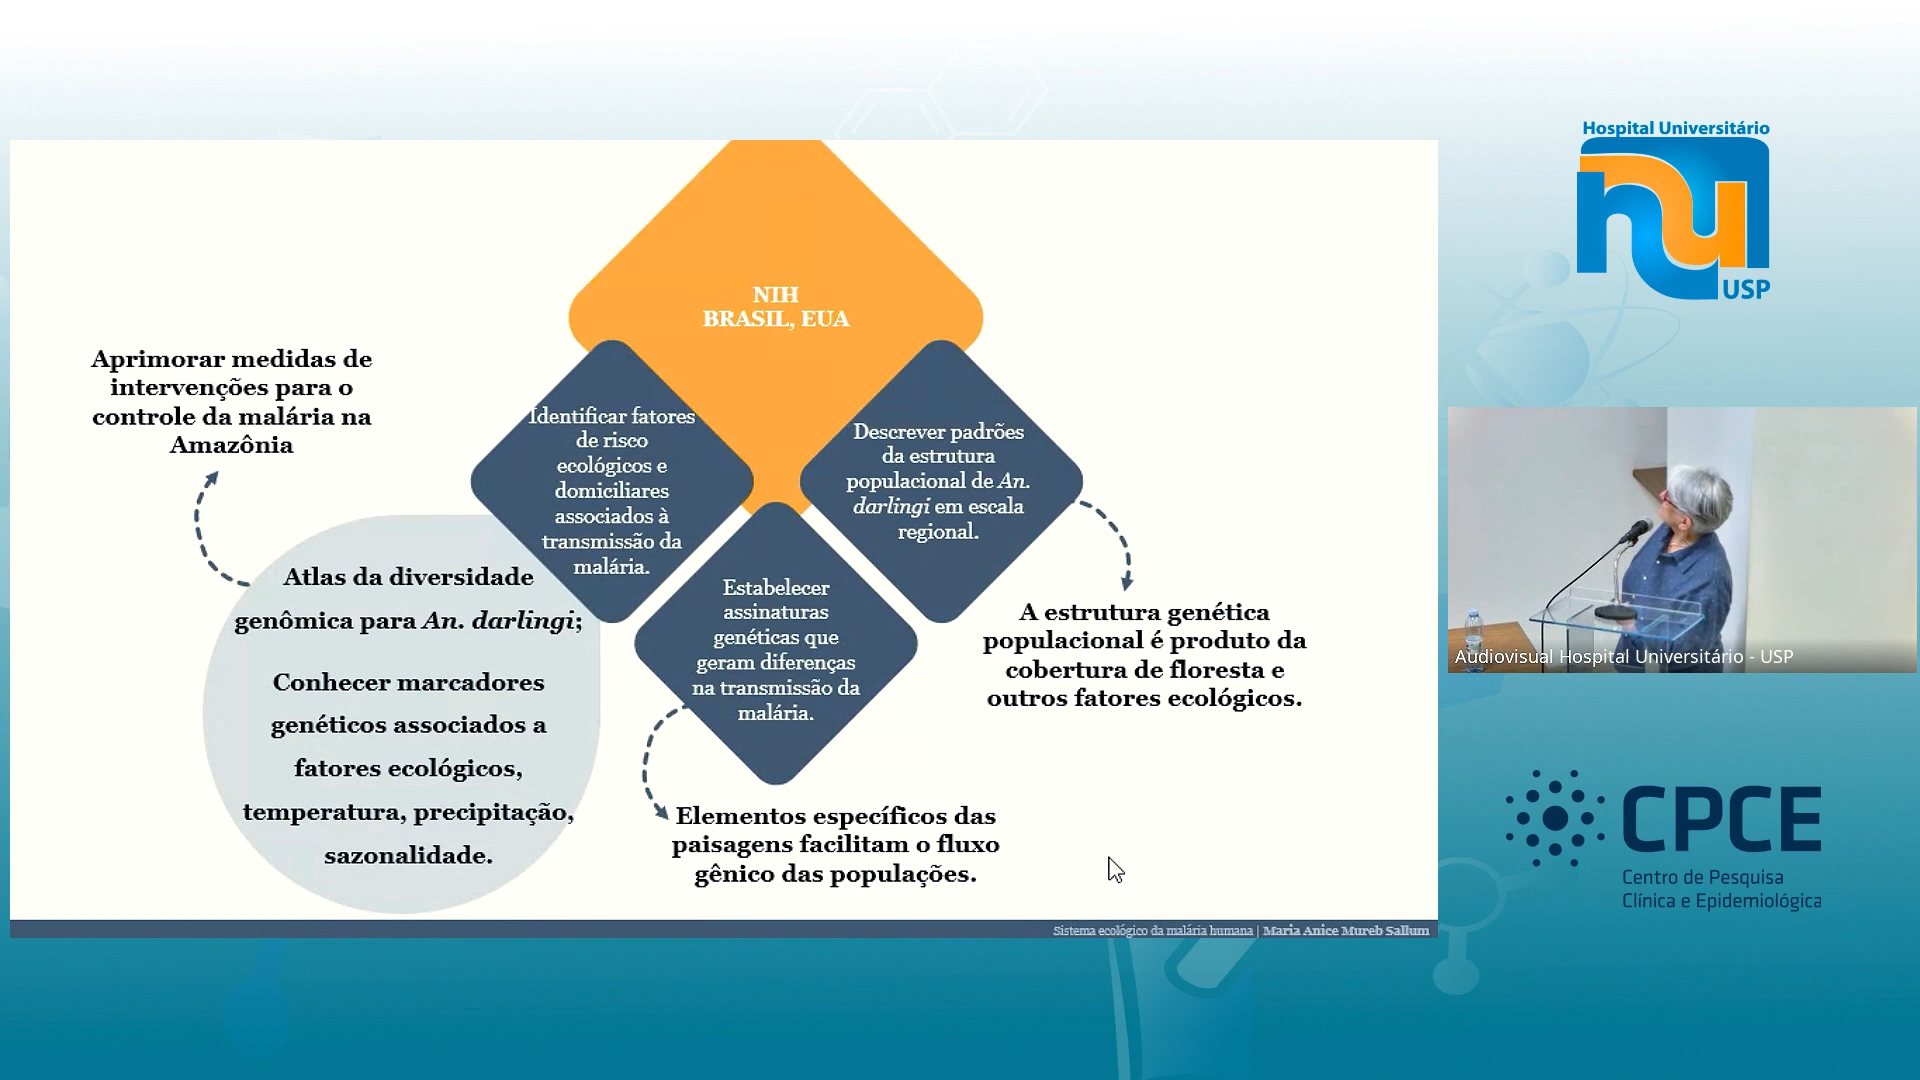 NIH
BRASIL, EUA
Aprimorar medidas de
intervenções para o
controle da malária na
Amazônia
Identificar fatores
de risco
ecológicos e
domiciliares
associados à
transmissão da
malária.
Descrever padrões
da estrutura
populacional de An.
darlingi em escala
regional.
Estabelecer
assinaturas
genéticas que
geram diferenças
na transmissão da
malária.
Atlas da diversidade
genômica para An. darlingi;
Conhecer marcadores
genéticos associados a
fatores ecológicos,
temperatura, precipitação,
sazonalidade.
A estrutura genética
populacional é produto da
cobertura de floresta e
outros fatores ecológicos.
Elementos específicos das
paisagens facilitam o fluxo
gênico das populações.
Sistema ecológico da malária humana | Maria Anice Mureb Sallum
Hospital Universitário
hu
USP
Audiovisual Hospital Universitário - USP
CPCE
Centro de Pesquisa
Clínica e Epidemiológica